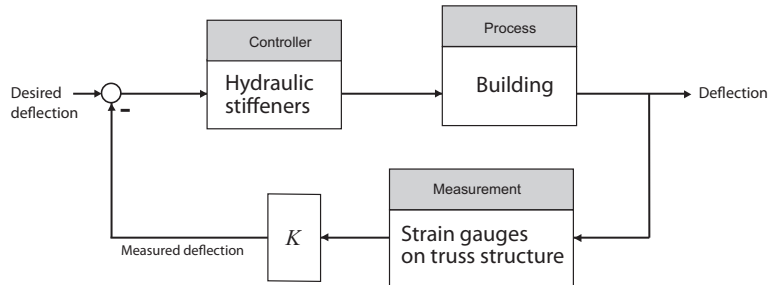 Controller
Process
Desired
deflection
-
Hydraulic
stiffeners
Building
Deflection
Measurement
K
Strain gauges
on truss structure
Measured deflection